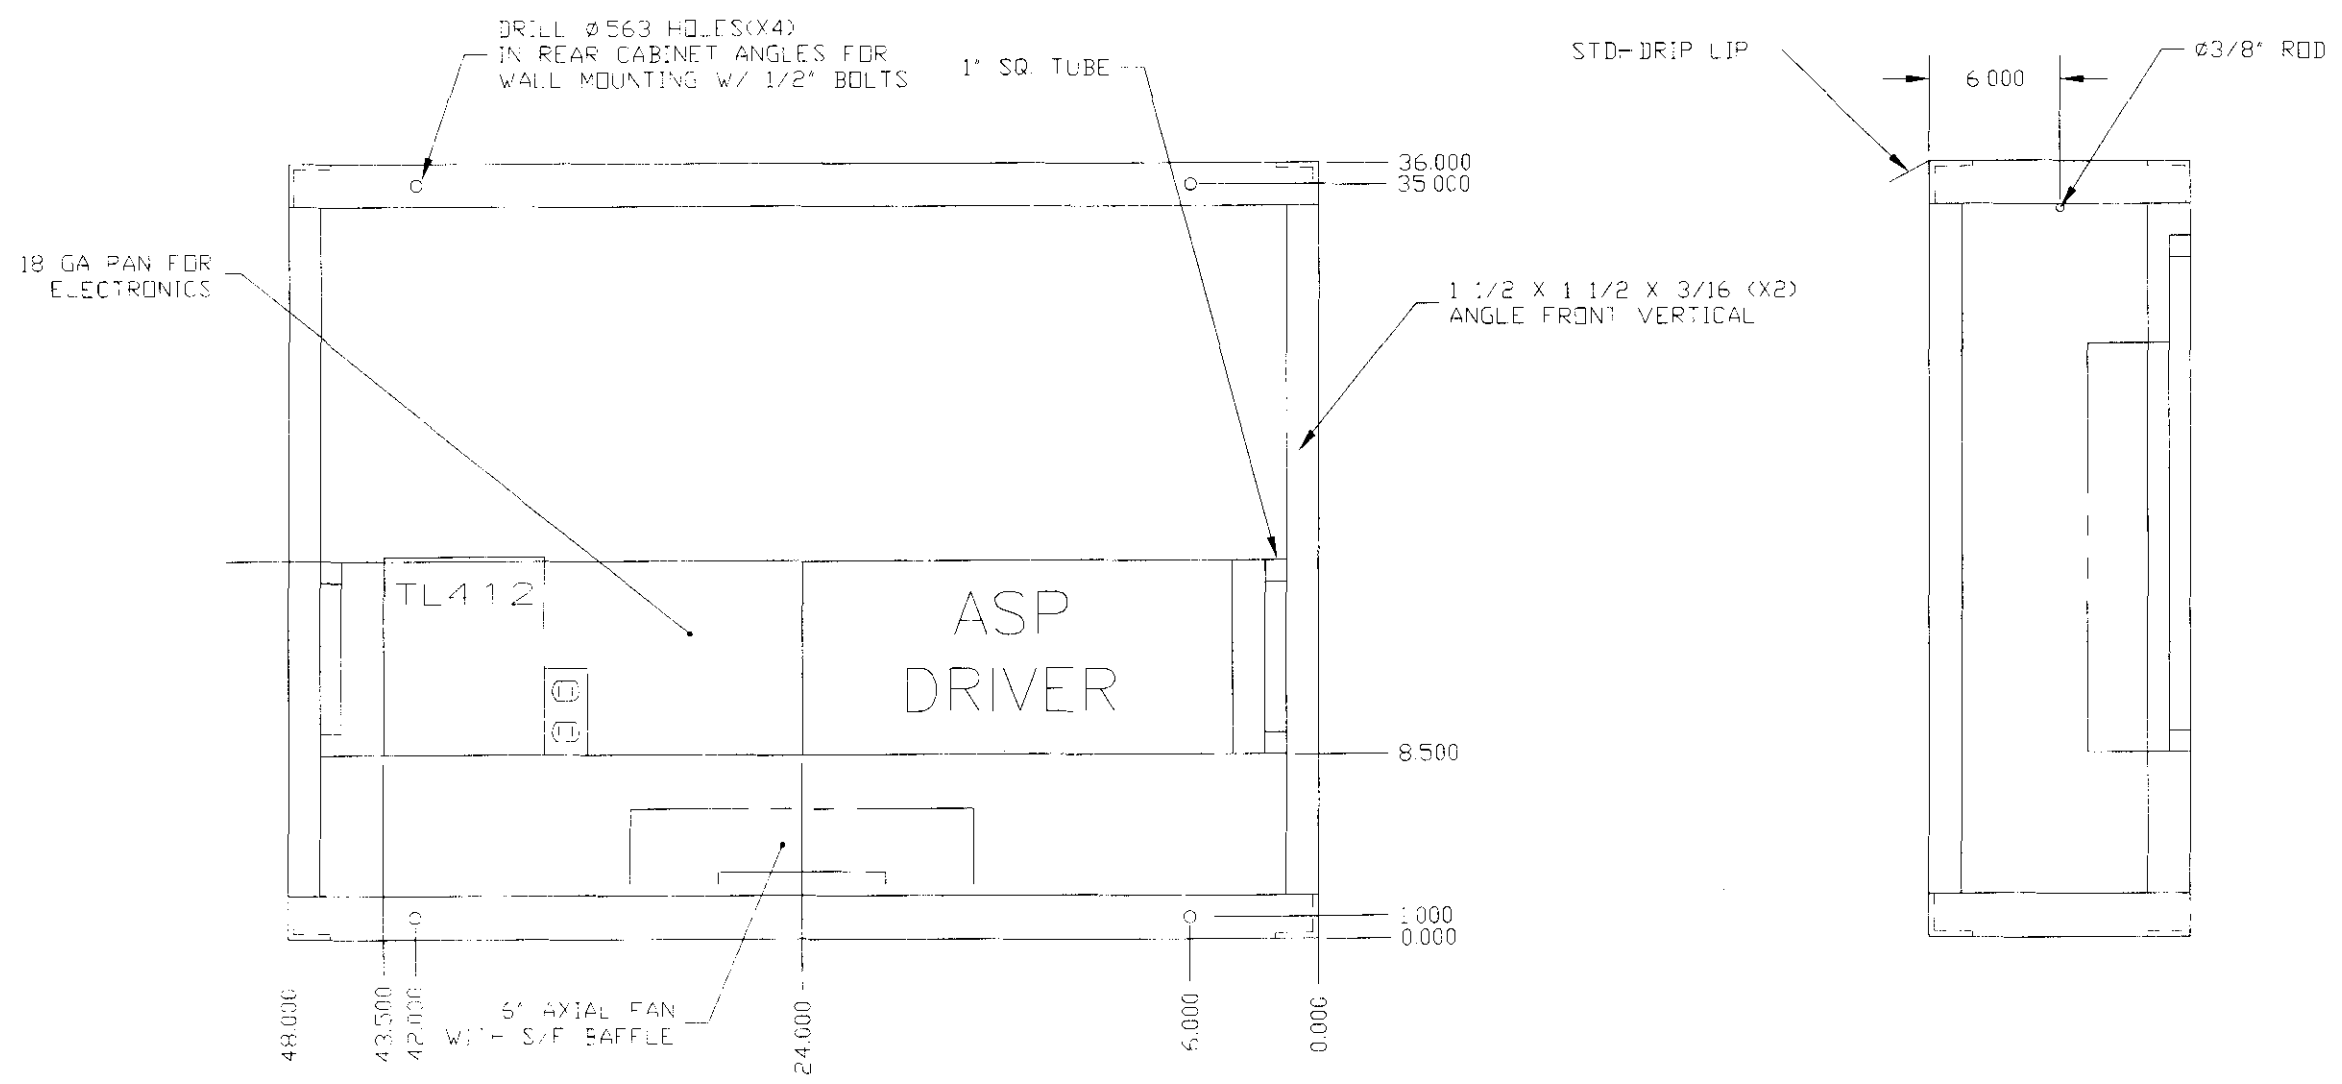 DRILL ⌀.563 HOLES(X4)
IN REAR CABINET ANGLES FOR
WALL MOUNTING W/ 1/2" BOLTS
1" SQ. TUBE
STD-DRIP LIP
6.000
⌀3/8" ROD
36.000
35.000
18 GA PAN FOR
ELECTRONICS
1 1/2 X 1 1/2 X 3/16 (X2)
ANGLE FRONT VERTICAL
TL412
ASP
DRIVER
8.500
1.000
0.000
6" AXIAL FAN
WITH S/F BAFFLE
48.000
43.500
42.000
24.000
6.000
0.000